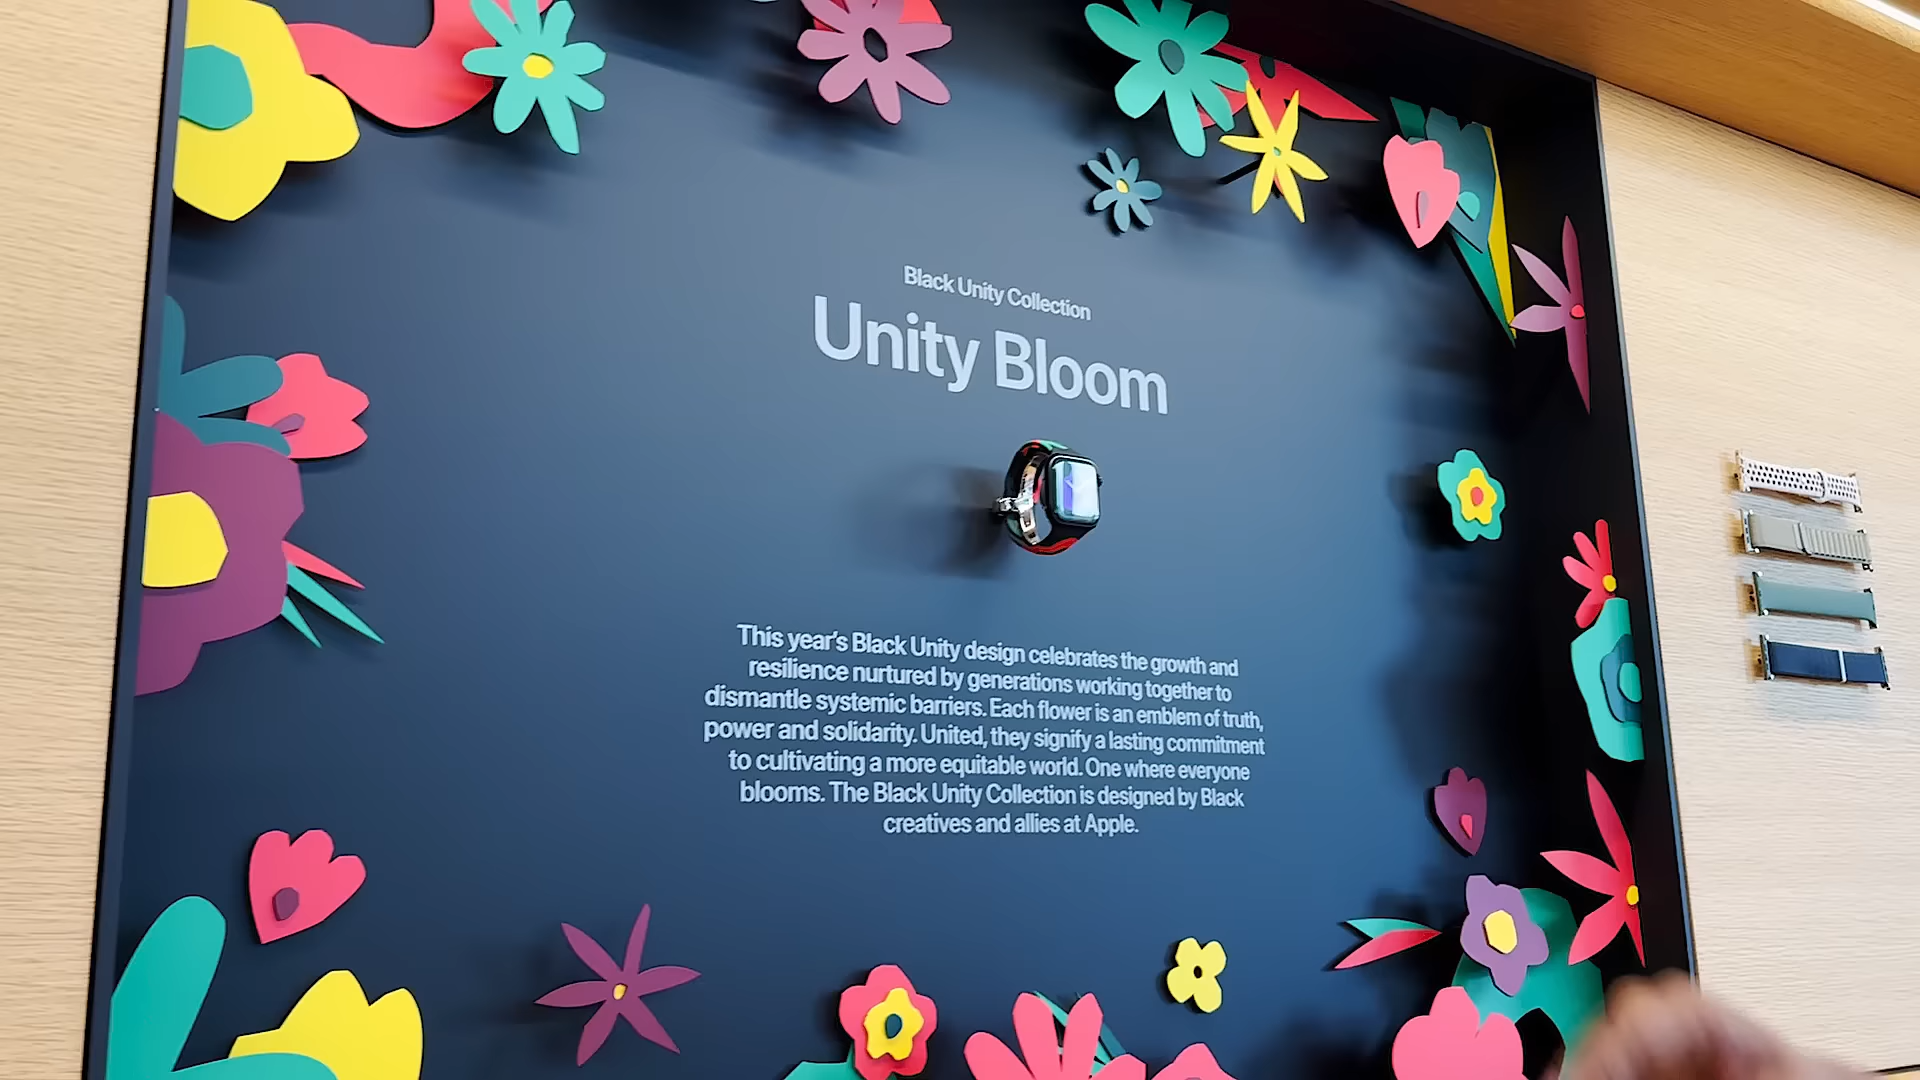 Black Unity Collection
Unity Bloom
This year’s Black Unity design celebrates the growth and
resilience nurtured by generations working together to
dismantle systemic barriers. Each flower is an emblem of truth,
power and solidarity. United, they signify a lasting commitment
to cultivating a more equitable world. One where everyone
blooms. The Black Unity Collection is designed by Black
creatives and allies at Apple.